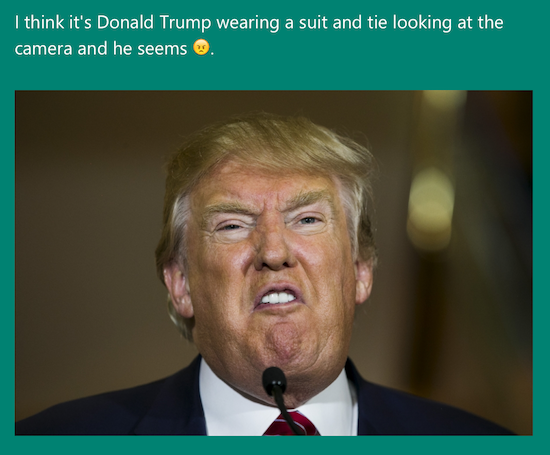 I think it's Donald Trump wearing a suit and tie looking at the
camera and he seems 😠.